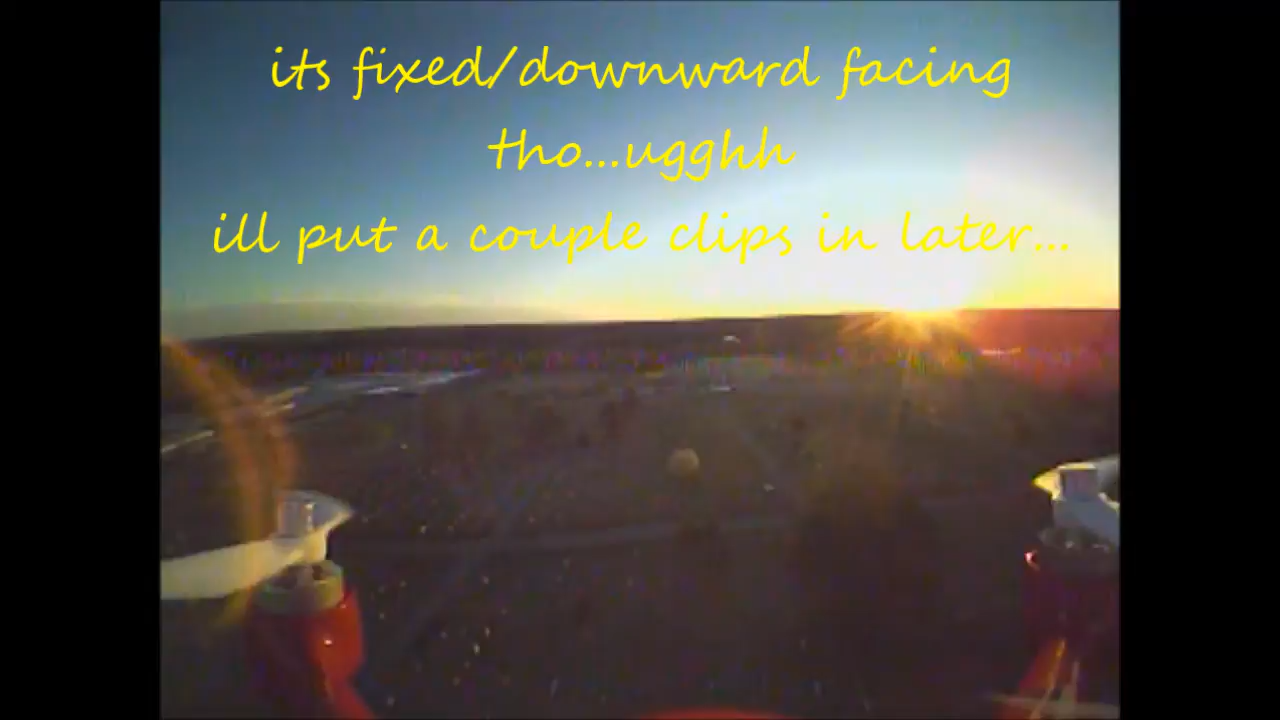 its fixed/downward facing
tho...ugghh
ill put a couple clips in later...